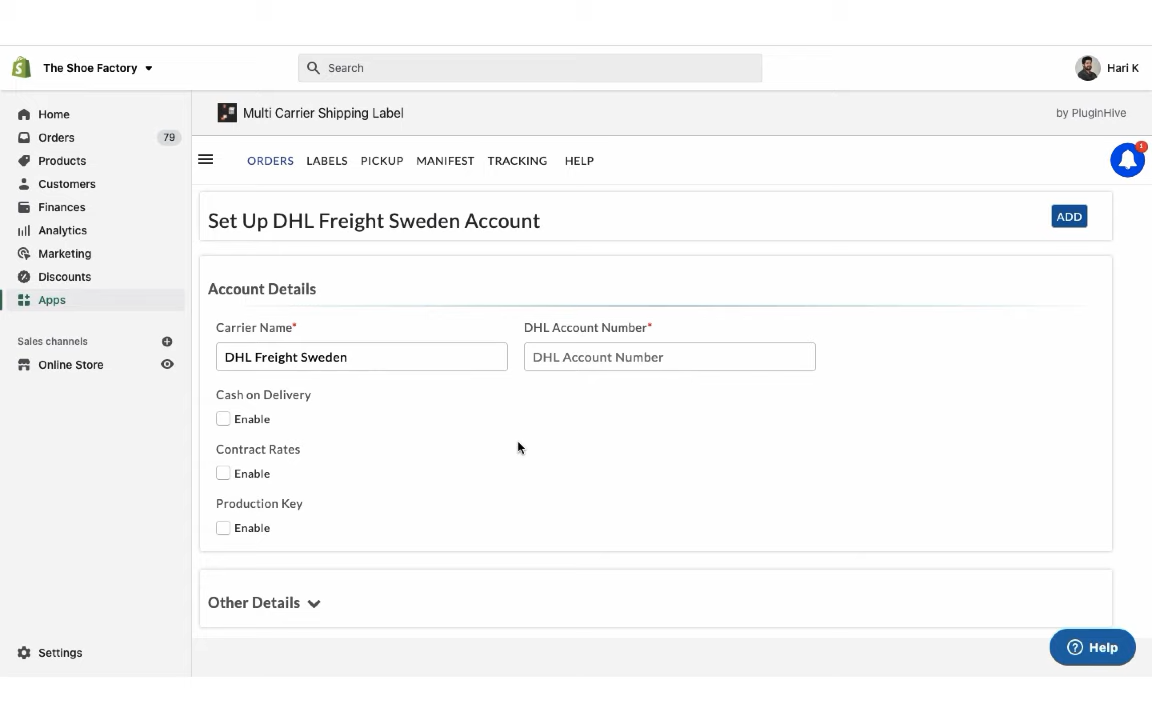 The Shoe Factory
Search
Hari K
Home
Orders 79
Products
Customers
Finances
Analytics
Marketing
Discounts
Apps
Sales channels
Online Store
Settings
Multi Carrier Shipping Label
by PluginHive
ORDERS LABELS PICKUP MANIFEST TRACKING HELP
1
Set Up DHL Freight Sweden Account
ADD
Account Details
Carrier Name* DHL Account Number*
DHL Freight Sweden DHL Account Number
Cash on Delivery
Enable
Contract Rates
Enable
Production Key
Enable
Other Details
Help